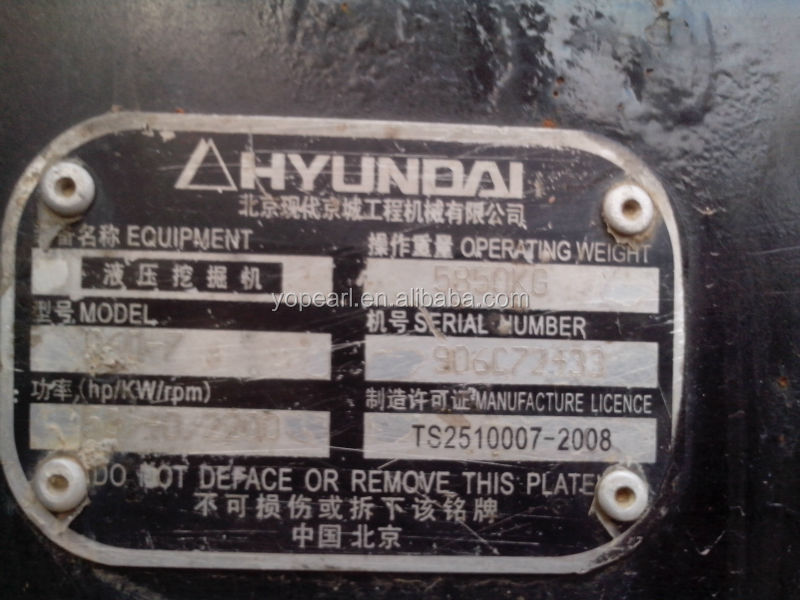 HYUNDAI
北京现代京城工程机械有限公司
备名称 EQUIPMENT
操作重量 OPERATING WEIGHT
液压挖掘机
5850KG
yopearl.en.alibaba.com
型号 MODEL
机号 SERIAL NUMBER
功率 (hp/KW/rpm)
制造许可证 MANUFACTURE LICENCE
TS2510007-2008
DO NOT DEFACE OR REMOVE THIS PLATE
不可损伤或拆下该铭牌
中国 北京